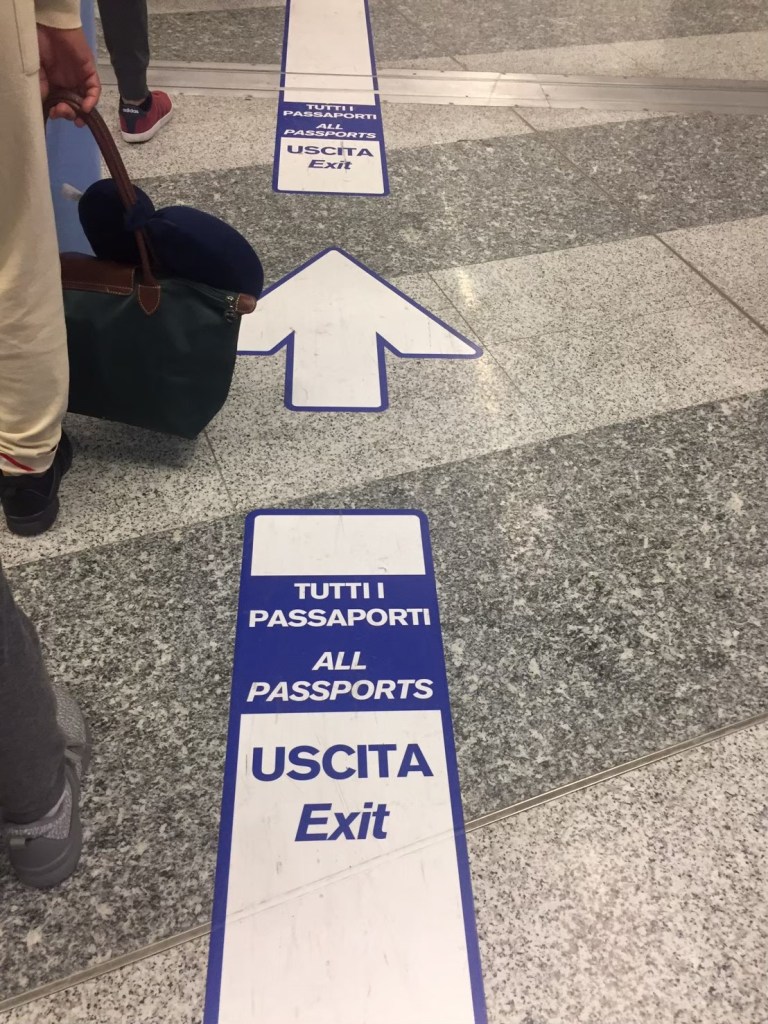 TUTTI I
PASSAPORTI
ALL
PASSPORTS
USCITA
Exit
TUTTI I
PASSAPORTI
ALL
PASSPORTS
USCITA
Exit